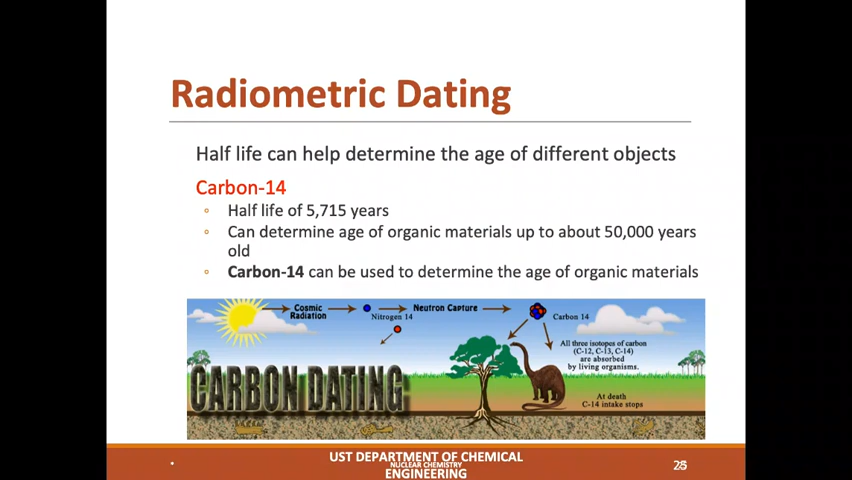 Radiometric Dating
Half life can help determine the age of different objects
Carbon-14
◦ Half life of 5,715 years
◦ Can determine age of organic materials up to about 50,000 years
old
◦ Carbon-14 can be used to determine the age of organic materials
Cosmic
Radiation
Nitrogen 14
Neutron Capture
Carbon 14
All three isotopes of carbon
(C-12, C-13, C-14)
are absorbed
by living organisms.
CARBON DATING
At death
C-14 intake stops
UST DEPARTMENT OF CHEMICAL
NUCLEAR CHEMISTRY
ENGINEERING